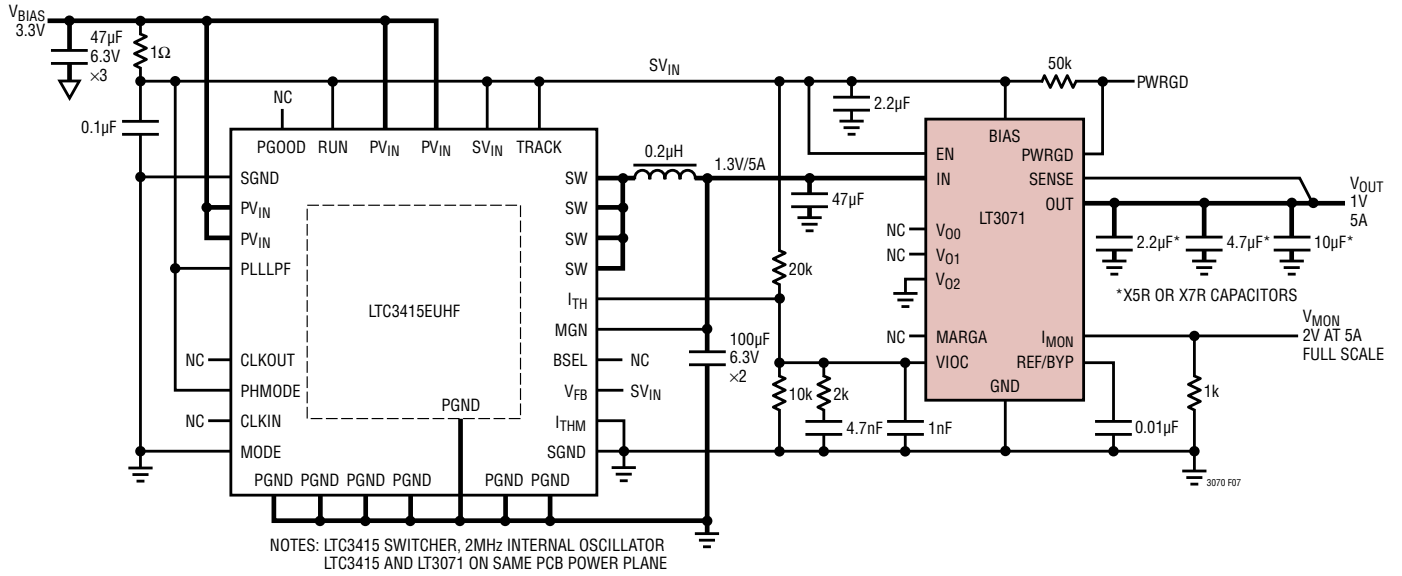 VBIAS
3.3V
47µF
6.3V
×3
1Ω
0.1µF
SVIN
50k
PWRGD
2.2µF
NC
PGOOD RUN PVIN PVIN SVIN TRACK
SGND
PVIN
PVIN
PLLLPF
NC CLKOUT
PHMODE
NC CLKIN
MODE
LTC3415EUHF
PGND
SW
SW
SW
SW
ITH
MGN
BSEL NC
VFB SVIN
ITHM
SGND
PGND PGND PGND PGND PGND PGND
0.2µH
1.3V/5A
47µF
20k
100µF
6.3V
×2
10k
2k
4.7nF
1nF
BIAS
EN
IN
NC VO0
NC VO1
VO2
NC MARGA
VIOC
GND
LT3071
PWRGD
SENSE
OUT
IMON
REF/BYP
VOUT
1V
5A
2.2µF* 4.7µF* 10µF*
*X5R OR X7R CAPACITORS
VMON
2V AT 5A
FULL SCALE
1k
0.01µF
3070 F07
NOTES: LTC3415 SWITCHER, 2MHz INTERNAL OSCILLATOR
LTC3415 AND LT3071 ON SAME PCB POWER PLANE